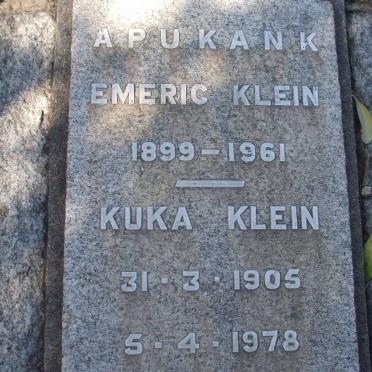 APUKANK
EMERIC KLEIN
1899 – 1961
KUKA KLEIN
31 · 3 · 1905
5 · 4 · 1978